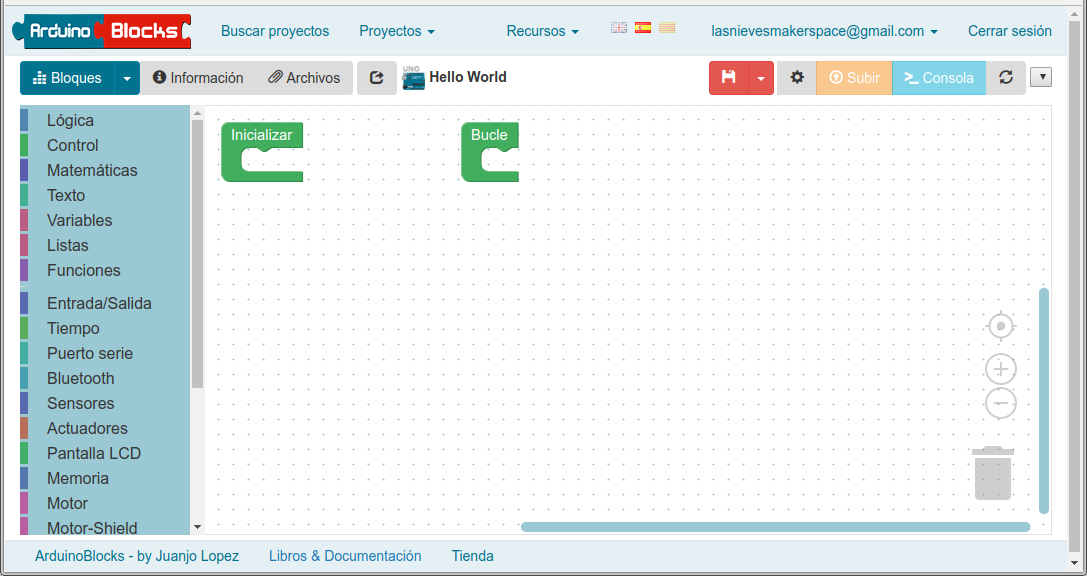 Arduino Blocks
Buscar proyectos Proyectos Recursos lasnievesmakerspace@gmail.com Cerrar sesión
Bloques Información Archivos UNO Hello World Subir Consola
Lógica
Control
Matemáticas
Texto
Variables
Listas
Funciones
Entrada/Salida
Tiempo
Puerto serie
Bluetooth
Sensores
Actuadores
Pantalla LCD
Memoria
Motor
Motor-Shield
Inicializar
Bucle
ArduinoBlocks - by Juanjo Lopez Libros & Documentación Tienda